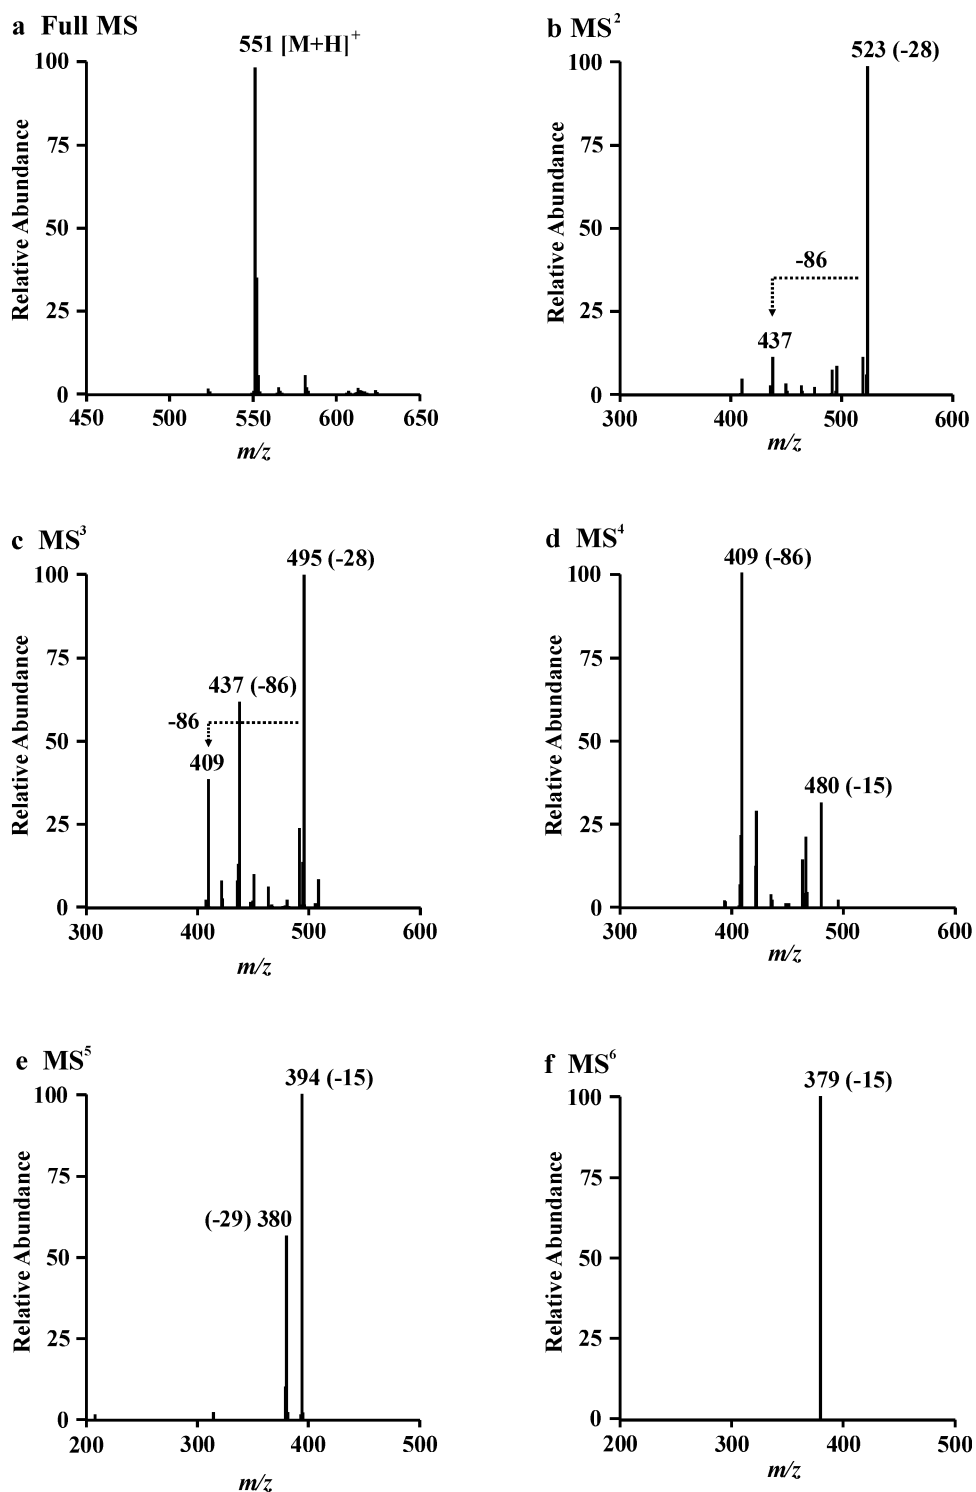 a Full MS
551 [M+H]+
100
75
50
25
0
450 500 550 600 650
Relative Abundance
m/z
b MS2
523 (-28)
-86
437
100
75
50
25
0
300 400 500 600
Relative Abundance
m/z
c MS3
495 (-28)
437 (-86)
-86
409
100
75
50
25
0
300 400 500 600
Relative Abundance
m/z
d MS4
409 (-86)
480 (-15)
100
75
50
25
0
300 400 500 600
Relative Abundance
m/z
e MS5
394 (-15)
(-29) 380
100
75
50
25
0
200 300 400 500
Relative Abundance
m/z
f MS6
379 (-15)
100
75
50
25
0
200 300 400 500
Relative Abundance
m/z